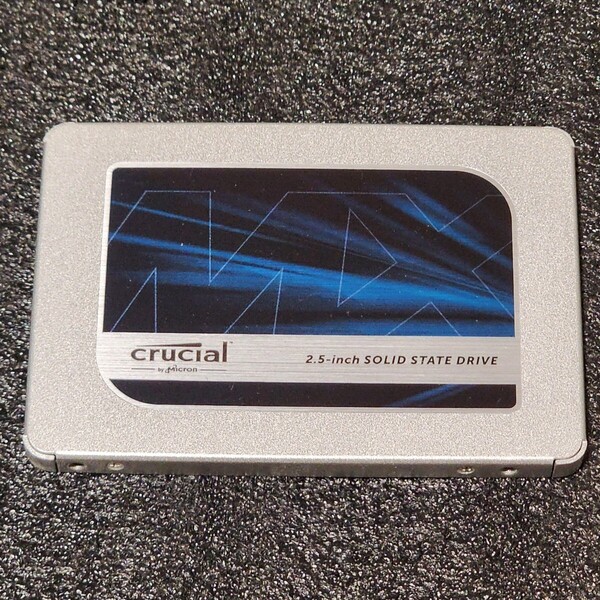 crucial
by Micron
2.5-inch SOLID STATE DRIVE